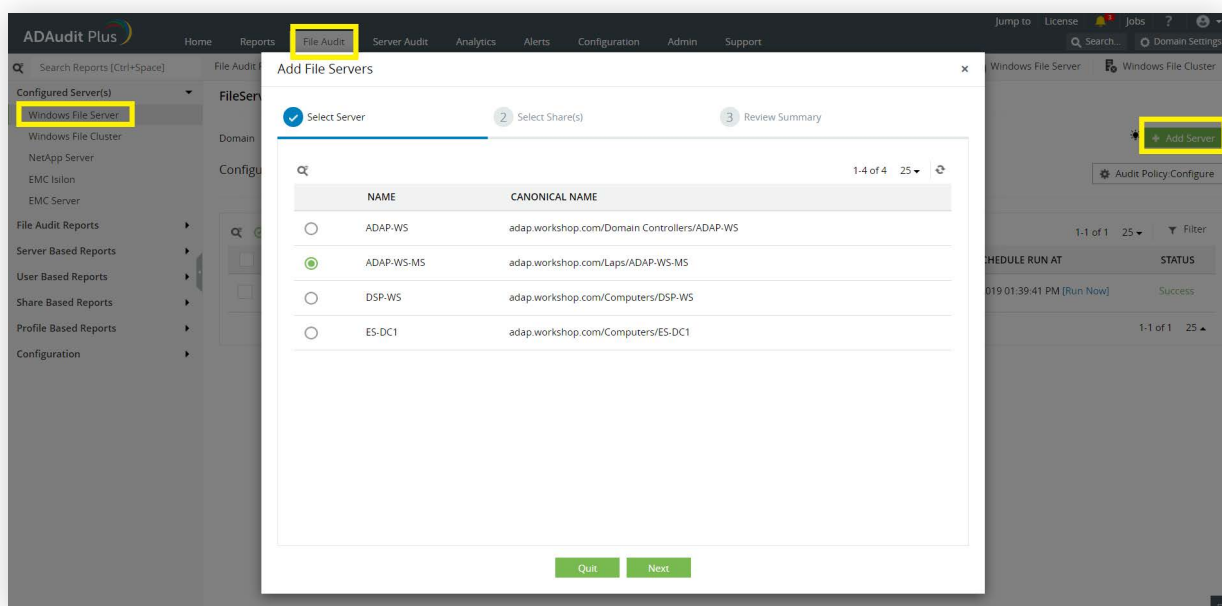 Jump to License 3 Jobs ?
ADAudit Plus
Home Reports File Audit Server Audit Analytics Alerts Configuration Admin Support
Search... Domain Settings
Search Reports [Ctrl+Space]
File Audit
Windows File Server Windows File Cluster
Add File Servers ×
Configured Server(s)
FileServ
Windows File Server
Select Server 2 Select Share(s) 3 Review Summary
Windows File Cluster
Domain
+ Add Server
NetApp Server
Configu
1-4 of 4 25
EMC Isilon
Audit Policy:Configure
EMC Server
NAME CANONICAL NAME
File Audit Reports
ADAP-WS adap.workshop.com/Domain Controllers/ADAP-WS
1-1 of 1 25 Filter
Server Based Reports
ADAP-WS-MS adap.workshop.com/Laps/ADAP-WS-MS
HEDULE RUN AT STATUS
User Based Reports
DSP-WS adap.workshop.com/Computers/DSP-WS
019 01:39:41 PM [Run Now] Success
Share Based Reports
Profile Based Reports
ES-DC1 adap.workshop.com/Computers/ES-DC1
1-1 of 1 25
Configuration
Quit Next